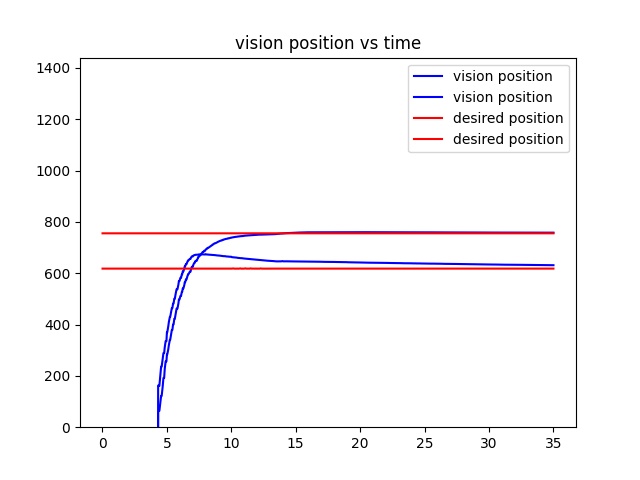 vision position vs time
1400
1200
1000
800
600
400
200
0
vision position
vision position
desired position
desired position
0 5 10 15 20 25 30 35